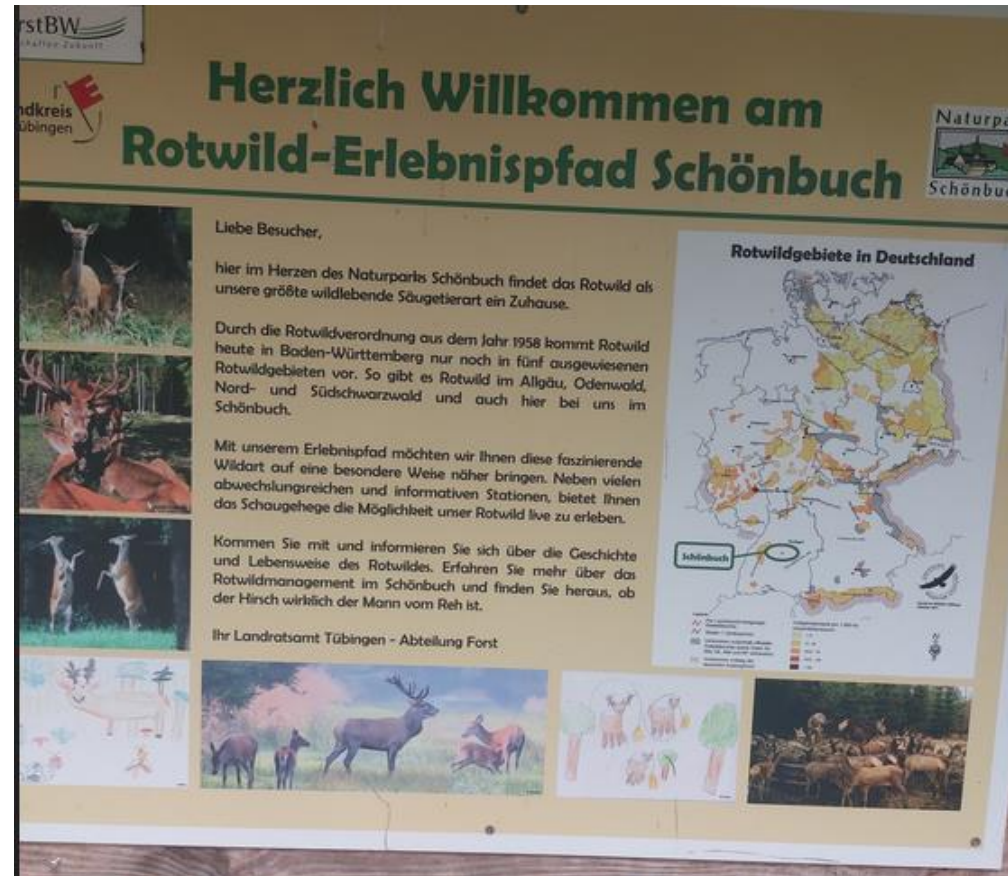 rstBW
Zukunft
ndkreis
übingen
Herzlich Willkommen am
Rotwild-Erlebnispfad Schönbuch
Naturpa
Schönbuc
Liebe Besucher,
hier im Herzen des Naturparks Schönbuch findet das Rotwild als
unsere größte wildlebende Säugetierart ein Zuhause.
Durch die Rotwildverordnung aus dem Jahr 1958 kommt Rotwild
heute in Baden-Württemberg nur noch in fünf ausgewiesenen
Rotwildgebieten vor. So gibt es Rotwild im Allgäu, Odenwald,
Nord- und Südschwarzwald und auch hier bei uns im
Schönbuch.
Mit unserem Erlebnispfad möchten wir Ihnen diese faszinierende
Wildart auf eine besondere Weise näher bringen. Neben vielen
abwechslungsreichen und informativen Stationen, bietet Ihnen
das Schaugehege die Möglichkeit unser Rotwild live zu erleben.
Kommen Sie mit und informieren Sie sich über die Geschichte
und Lebensweise des Rotwildes. Erfahren Sie mehr über das
Rotwildmanagement im Schönbuch und finden Sie heraus, ob
der Hirsch wirklich der Mann vom Reh ist.
Ihr Landratsamt Tübingen - Abteilung Forst
Rotwildgebiete in Deutschland
Schönbuch